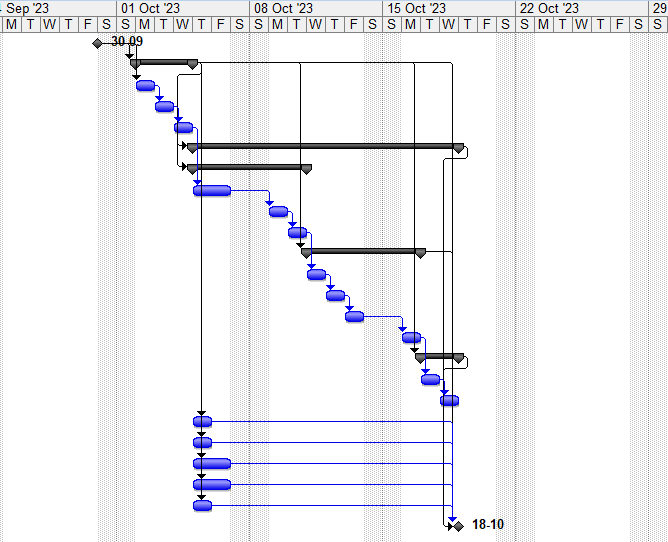 Sep '23 01 Oct '23 08 Oct '23 15 Oct '23 22 Oct '23 29
M T W T F S S M T W T F S S M T W T F S S M T W T F S S M T W T F S S
30.09
18-10